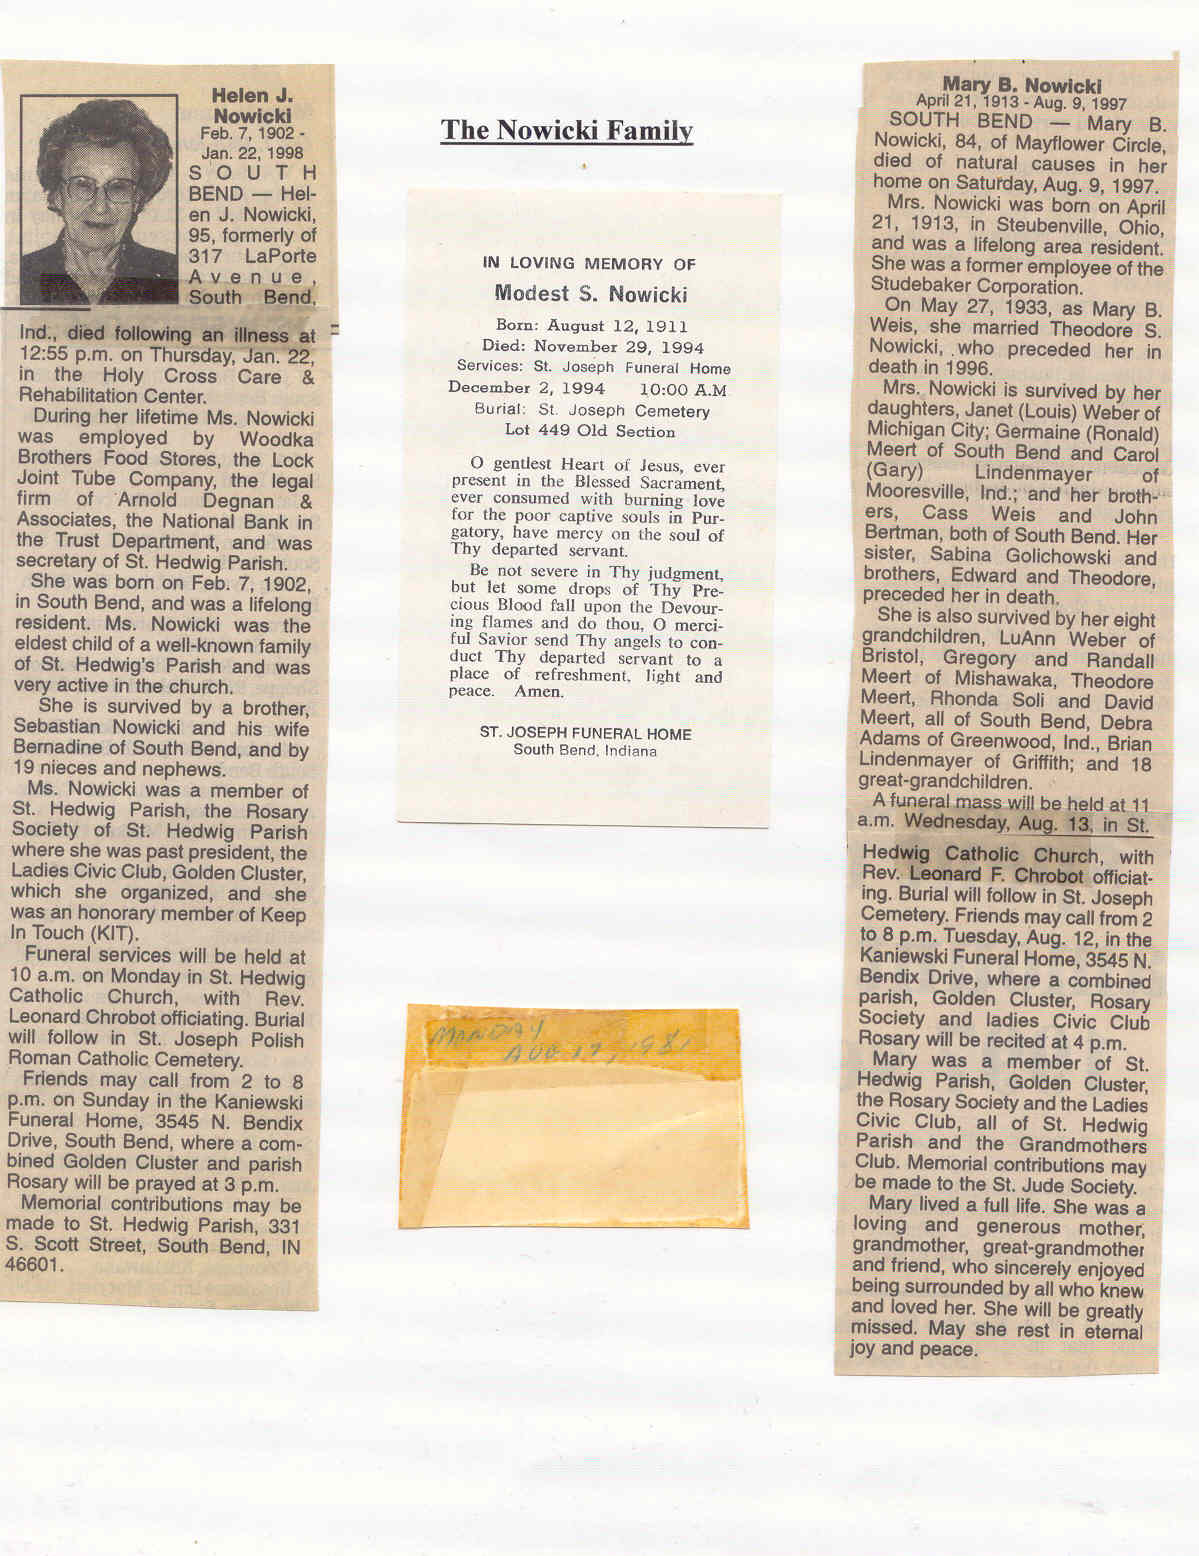 Helen J.
Nowicki
Feb. 7, 1902 -
Jan. 22, 1998
SOUTH
BEND — Hel-
en J. Nowicki,
95, formerly of
317 LaPorte
Avenue,
South Bend,
Ind., died following an illness at
12:55 p.m. on Thursday, Jan. 22,
in the Holy Cross Care &
Rehabilitation Center.
During her lifetime Ms. Nowicki
was employed by Woodka
Brothers Food Stores, the Lock
Joint Tube Company, the legal
firm of Arnold Degnan &
Associates, the National Bank in
the Trust Department, and was
secretary of St. Hedwig Parish.
She was born on Feb. 7, 1902,
in South Bend, and was a lifelong
resident. Ms. Nowicki was the
eldest child of a well-known family
of St. Hedwig's Parish and was
very active in the church.
She is survived by a brother,
Sebastian Nowicki and his wife
Bernadine of South Bend, and by
19 nieces and nephews.
Ms. Nowicki was a member of
St. Hedwig Parish, the Rosary
Society of St. Hedwig Parish
where she was past president, the
Ladies Civic Club, Golden Cluster,
which she organized, and she
was an honorary member of Keep
In Touch (KIT).
Funeral services will be held at
10 a.m. on Monday in St. Hedwig
Catholic Church, with Rev.
Leonard Chrobot officiating. Burial
will follow in St. Joseph Polish
Roman Catholic Cemetery.
Friends may call from 2 to 8
p.m. on Sunday in the Kaniewski
Funeral Home, 3545 N. Bendix
Drive, South Bend, where a com-
bined Golden Cluster and parish
Rosary will be prayed at 3 p.m.
Memorial contributions may be
made to St. Hedwig Parish, 331
S. Scott Street, South Bend, IN
46601.
The Nowicki Family
IN LOVING MEMORY OF
Modest S. Nowicki
Born: August 12, 1911
Died: November 29, 1994
Services: St. Joseph Funeral Home
December 2, 1994 10:00 A.M
Burial: St. Joseph Cemetery
Lot 449 Old Section
O gentlest Heart of Jesus, ever
present in the Blessed Sacrament,
ever consumed with burning love
for the poor captive souls in Pur-
gatory, have mercy on the soul of
Thy departed servant.
Be not severe in Thy judgment,
but let some drops of Thy Pre-
cious Blood fall upon the Devour-
ing flames and do thou, O merci-
ful Savior send Thy angels to con-
duct Thy departed servant to a
place of refreshment, light and
peace. Amen.
ST. JOSEPH FUNERAL HOME
South Bend, Indiana
MONDAY
AUG 17, 1981
Mary B. Nowicki
April 21, 1913 - Aug. 9, 1997
SOUTH BEND — Mary B.
Nowicki, 84, of Mayflower Circle,
died of natural causes in her
home on Saturday, Aug. 9, 1997.
Mrs. Nowicki was born on April
21, 1913, in Steubenville, Ohio,
and was a lifelong area resident.
She was a former employee of the
Studebaker Corporation.
On May 27, 1933, as Mary B.
Weis, she married Theodore S.
Nowicki, who preceded her in
death in 1996.
Mrs. Nowicki is survived by her
daughters, Janet (Louis) Weber of
Michigan City; Germaine (Ronald)
Meert of South Bend and Carol
(Gary) Lindenmayer of
Mooresville, Ind.; and her broth-
ers, Cass Weis and John
Bertman, both of South Bend. Her
sister, Sabina Golichowski and
brothers, Edward and Theodore,
preceded her in death.
She is also survived by her eight
grandchildren, LuAnn Weber of
Bristol, Gregory and Randall
Meert of Mishawaka, Theodore
Meert, Rhonda Soli and David
Meert, all of South Bend, Debra
Adams of Greenwood, Ind., Brian
Lindenmayer of Griffith; and 18
great-grandchildren.
A funeral mass will be held at 11
a.m. Wednesday, Aug. 13, in St.
Hedwig Catholic Church, with
Rev. Leonard F. Chrobot officiat-
ing. Burial will follow in St. Joseph
Cemetery. Friends may call from 2
to 8 p.m. Tuesday, Aug. 12, in the
Kaniewski Funeral Home, 3545 N.
Bendix Drive, where a combined
parish, Golden Cluster, Rosary
Society and ladies Civic Club
Rosary will be recited at 4 p.m.
Mary was a member of St.
Hedwig Parish, Golden Cluster,
the Rosary Society and the Ladies
Civic Club, all of St. Hedwig
Parish and the Grandmothers
Club. Memorial contributions may
be made to the St. Jude Society.
Mary lived a full life. She was a
loving and generous mother,
grandmother, great-grandmother
and friend, who sincerely enjoyed
being surrounded by all who knew
and loved her. She will be greatly
missed. May she rest in eternal
joy and peace.